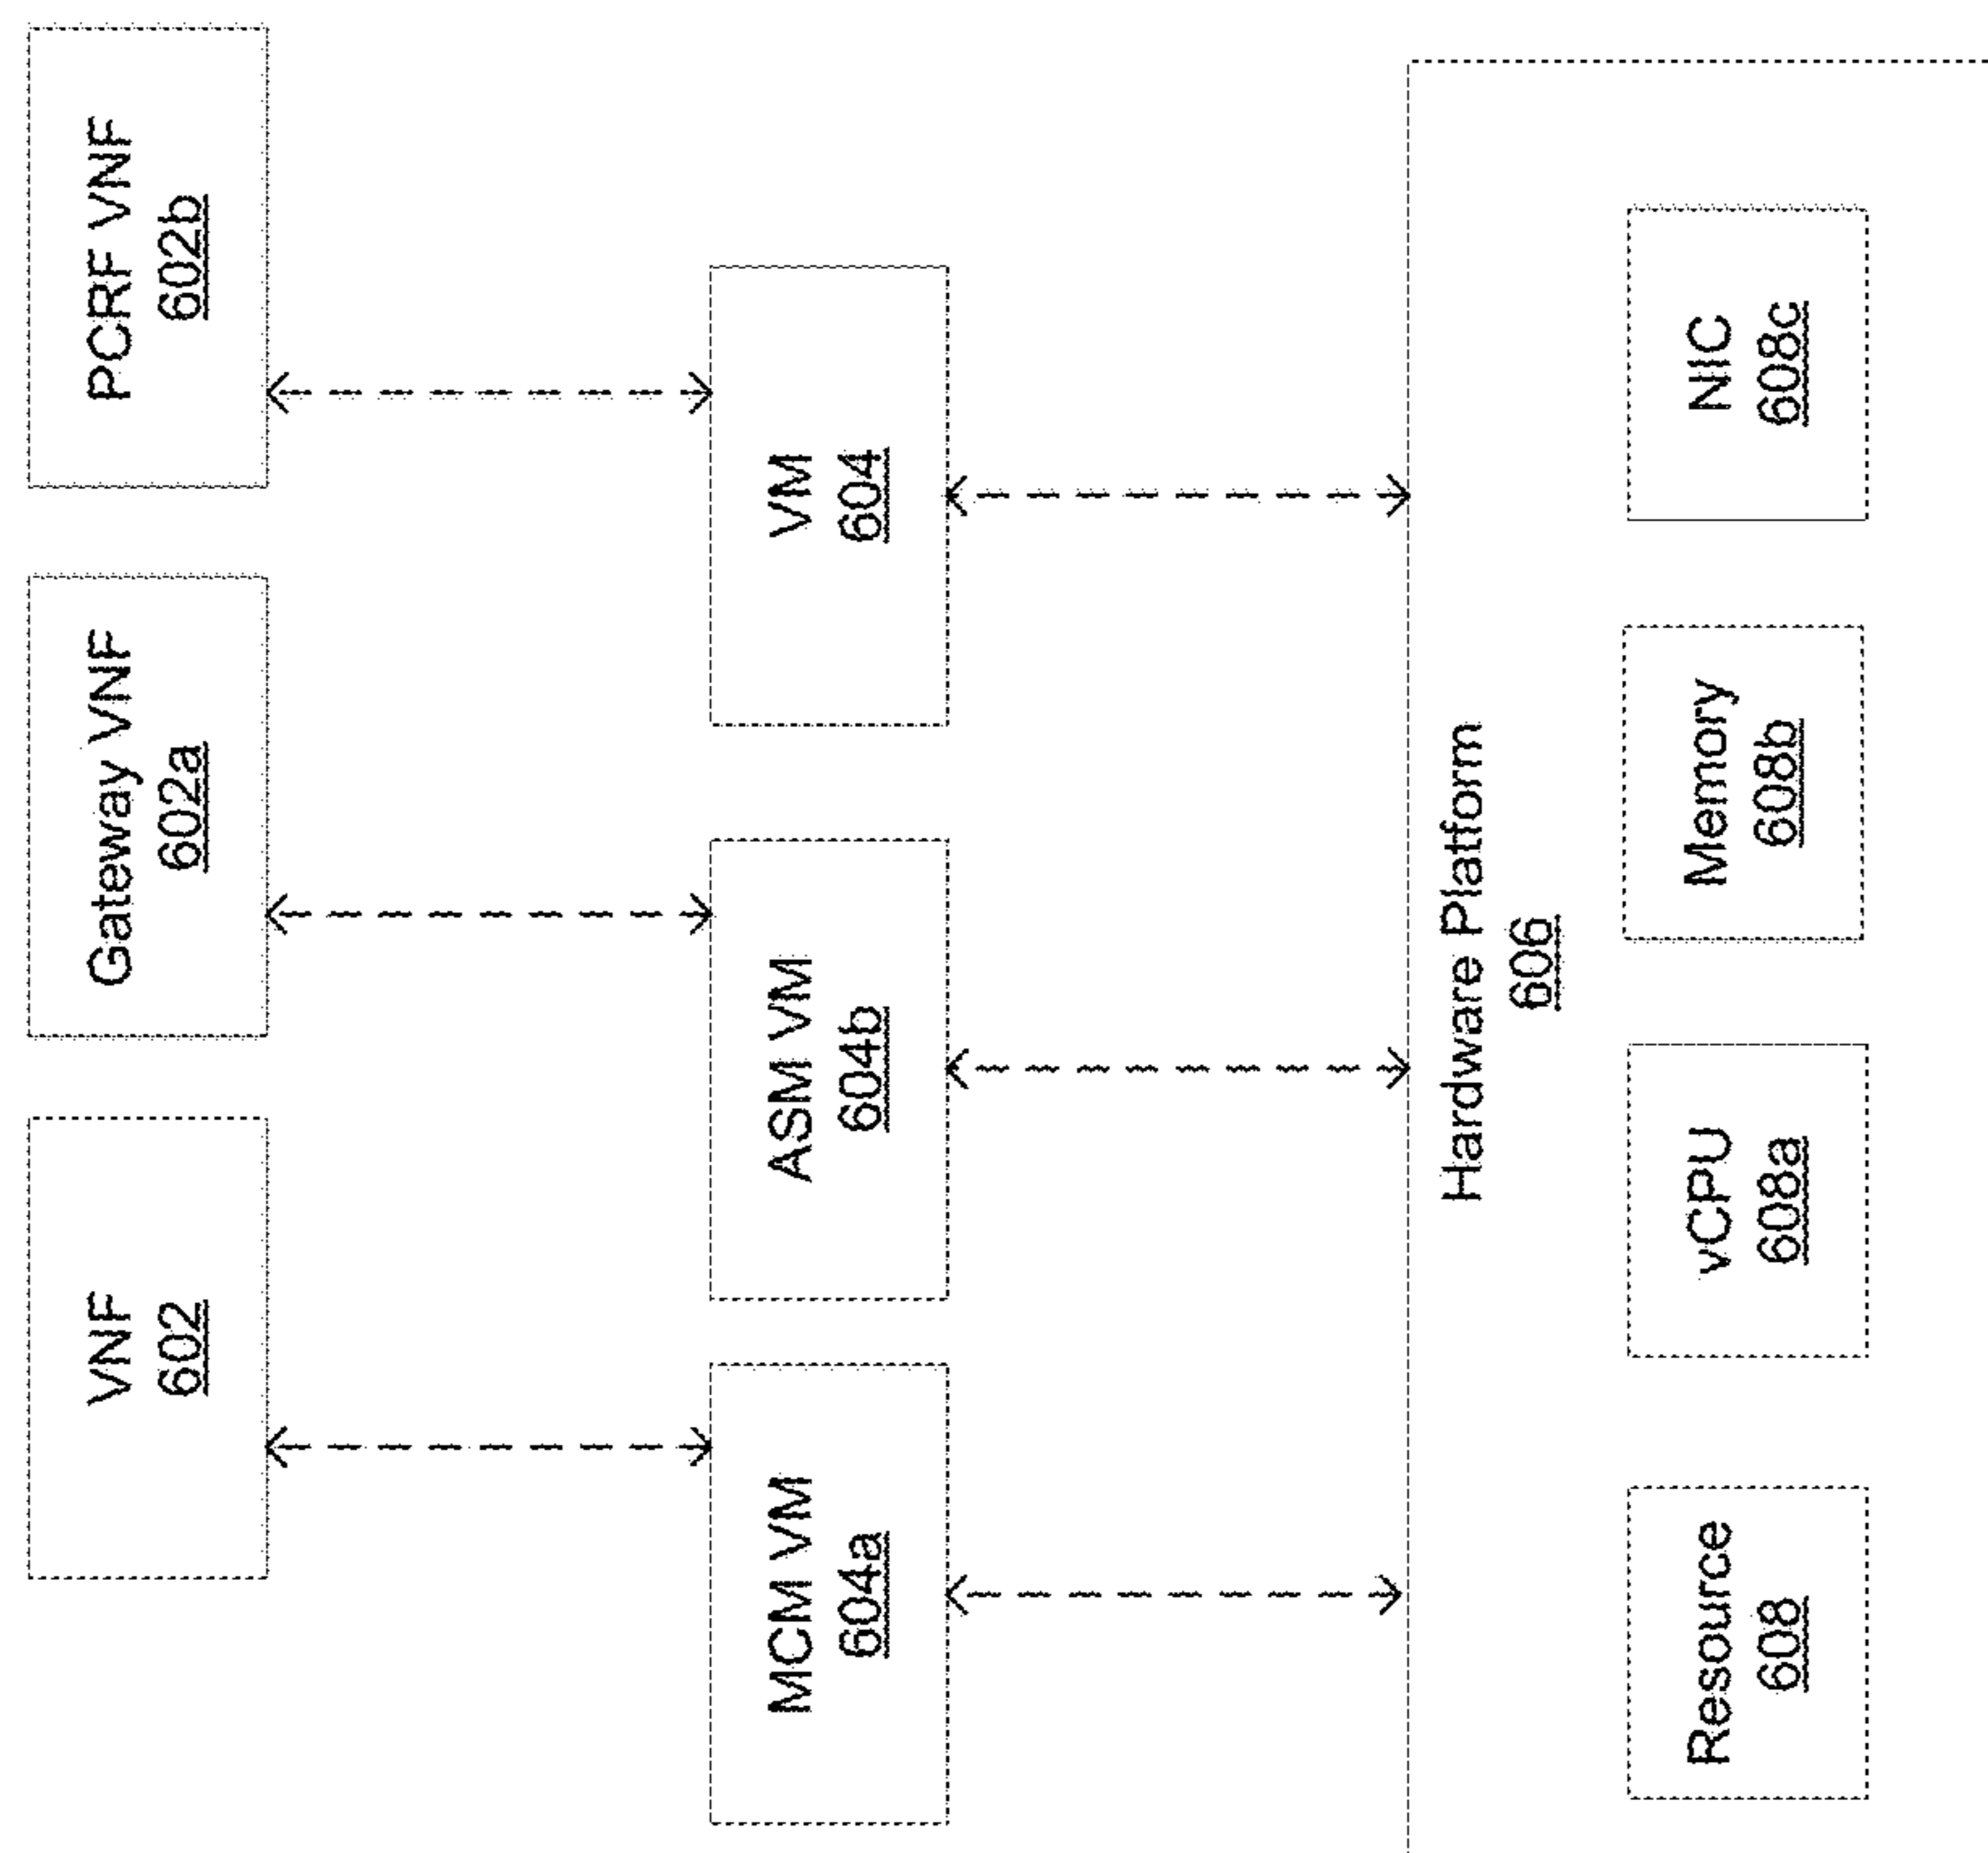 VNF
602
Gateway VNF
602a
PCRF VNF
602b
MCM VM
604a
ASM VM
604b
VM
604
Hardware Platform
606
Resource
608
vCPU
608a
Memory
608b
NIC
608c